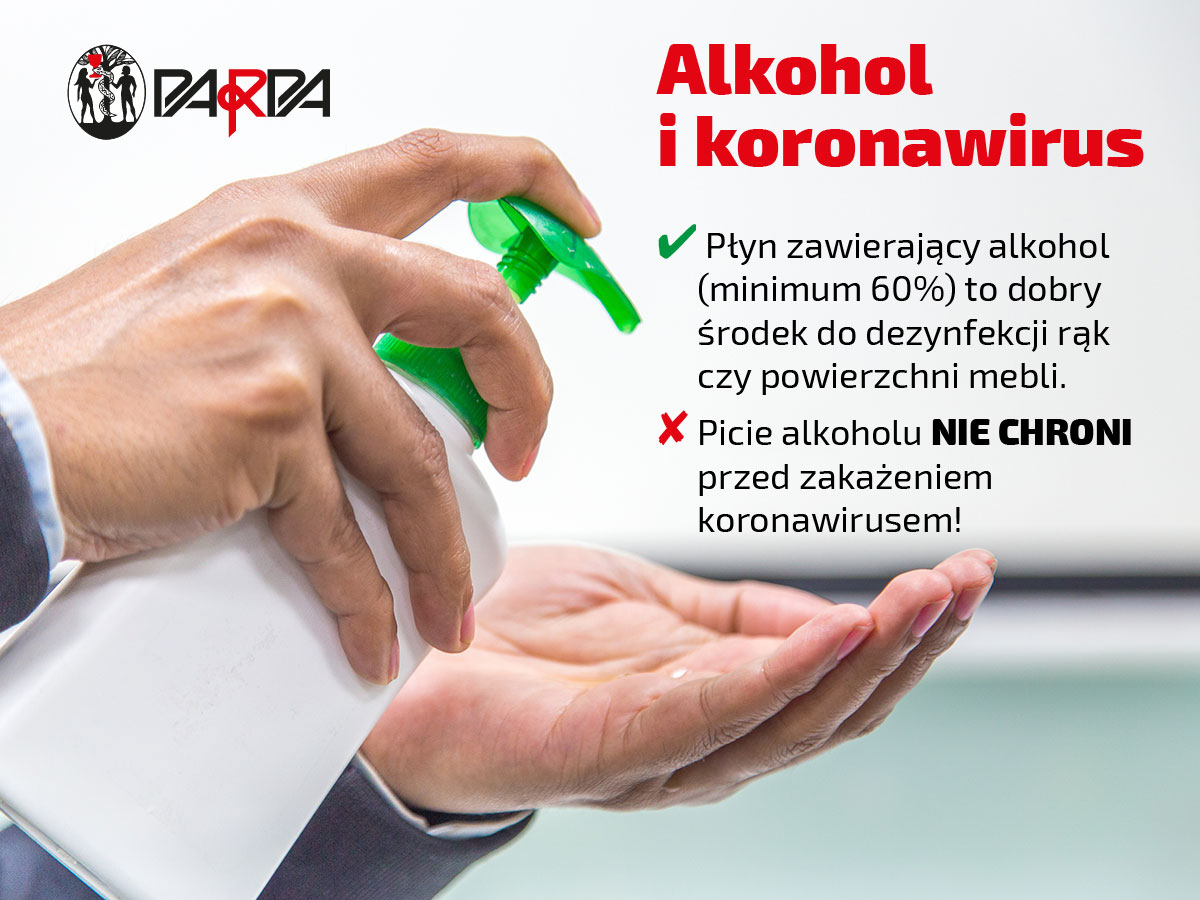 PARPA
Alkohol
i koronawirus
✔ Płyn zawierający alkohol
(minimum 60%) to dobry
środek do dezynfekcji rąk
czy powierzchni mebli.
✘ Picie alkoholu NIE CHRONI
przed zakażeniem
koronawirusem!